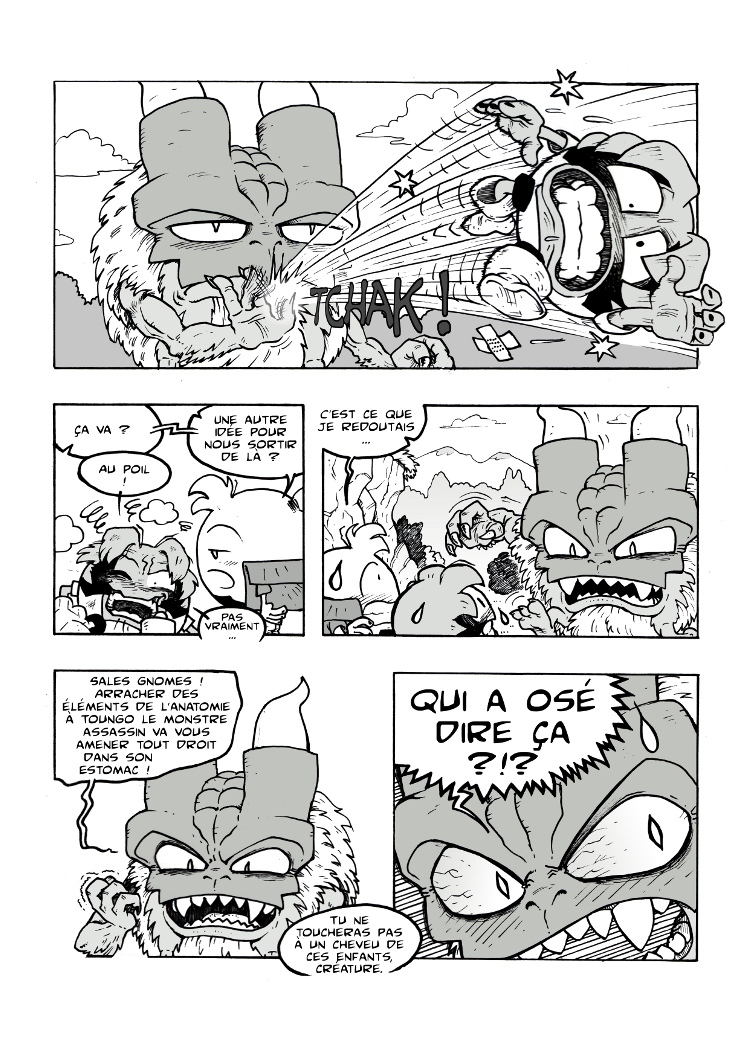 TCHAK !
ÇA VA ?
AU POIL
!
UNE AUTRE
IDÉE POUR
NOUS SORTIR
DE LÀ ?
PAS
VRAIMENT
...
C'EST CE QUE
JE REDOUTAIS
...
SALES GNOMES !
ARRACHER DES
ÉLÉMENTS DE L'ANATOMIE
À TOUNGO LE MONSTRE
ASSASSIN VA VOUS
AMENER TOUT DROIT
DANS SON
ESTOMAC !
TU NE
TOUCHERAS PAS
À UN CHEVEU DE
CES ENFANTS,
CRÉATURE.
QUI A OSÉ
DIRE ÇA
?!?